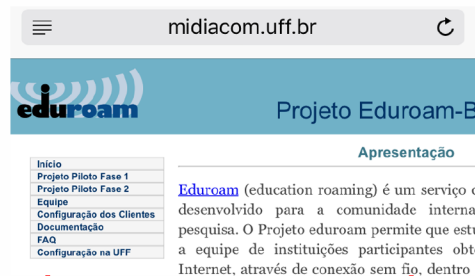 midiacom.uff.br
eduroam
Projeto Eduroam-B
Apresentação
Início
Projeto Piloto Fase 1
Projeto Piloto Fase 2
Equipe
Configuração dos Clientes
Documentação
FAQ
Configuração na UFF
Eduroam (education roaming) é um serviço
desenvolvido para a comunidade interna
pesquisa. O Projeto eduroam permite que estu
a equipe de instituições participantes obt
Internet, através de conexão sem fio, dentro